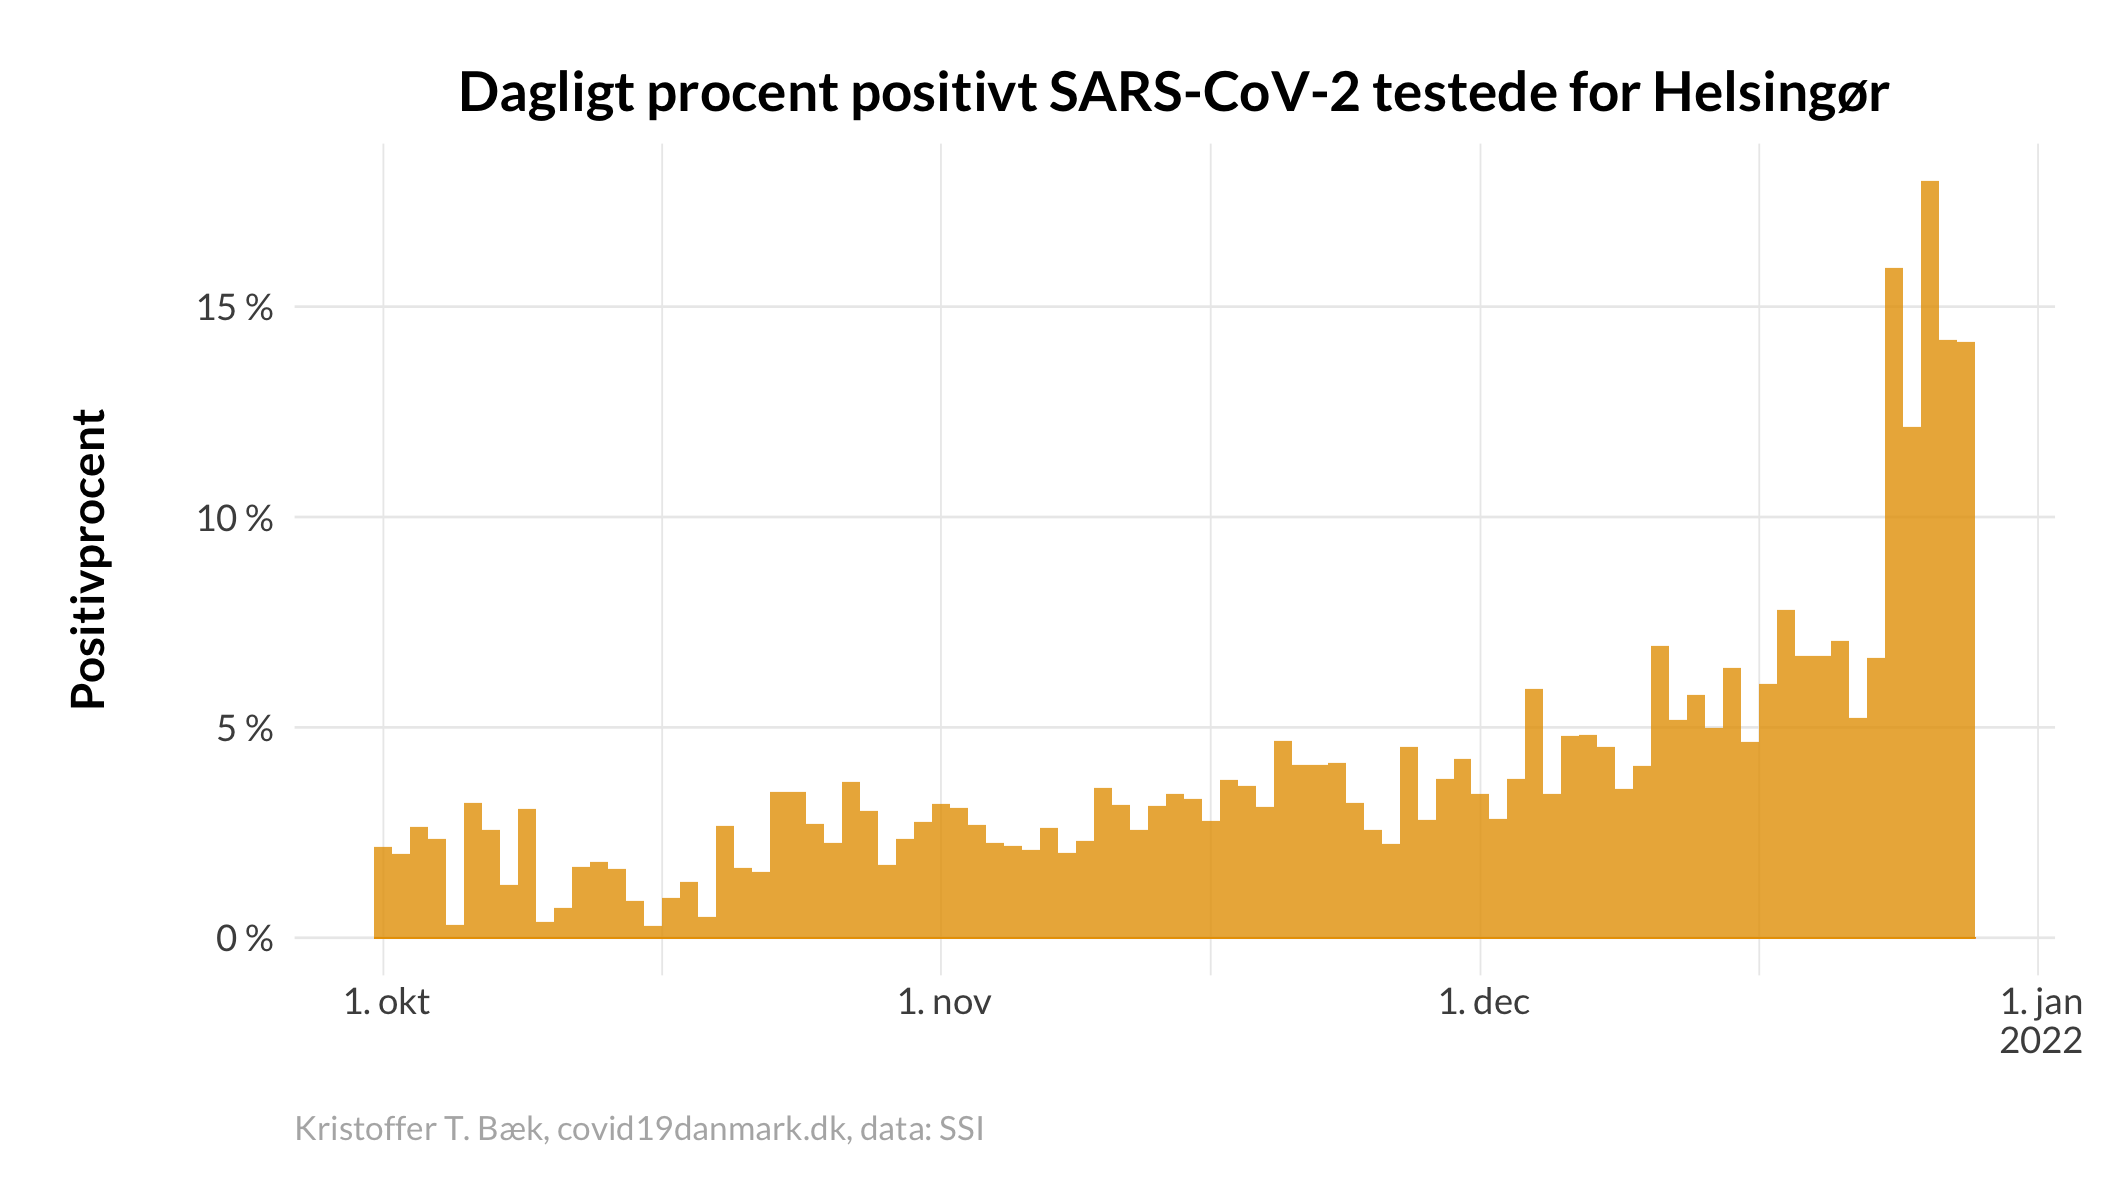 Dagligt procent positivt SARS-CoV-2 testede for Helsingør
Positivprocent
15 %
10 %
5 %
0 %
1. okt
1. nov
1. dec
1. jan
2022
Kristoffer T. Bæk, covid19danmark.dk, data: SSI